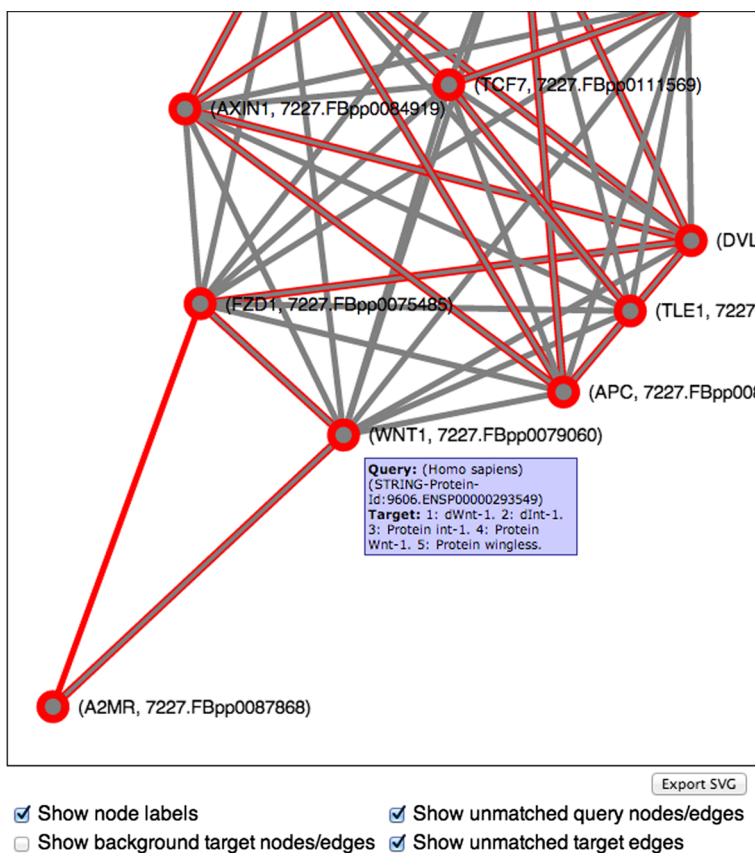 (TCF7, 7227.FBpp0111569)
(AXIN1, 7227.FBpp0084919)
(DVL
(FZD1, 7227.FBpp0075485)
(TLE1, 7227
(APC, 7227.FBpp008
(WNT1, 7227.FBpp0079060)
Query: (Homo sapiens)
(STRING-Protein-
Id:9606.ENSP00000293549)
Target: 1: dWnt-1. 2: dInt-1.
3: Protein int-1. 4: Protein
Wnt-1. 5: Protein wingless.
(A2MR, 7227.FBpp0087868)
Export SVG
Show node labels
Show unmatched query nodes/edges
Show background target nodes/edges
Show unmatched target edges